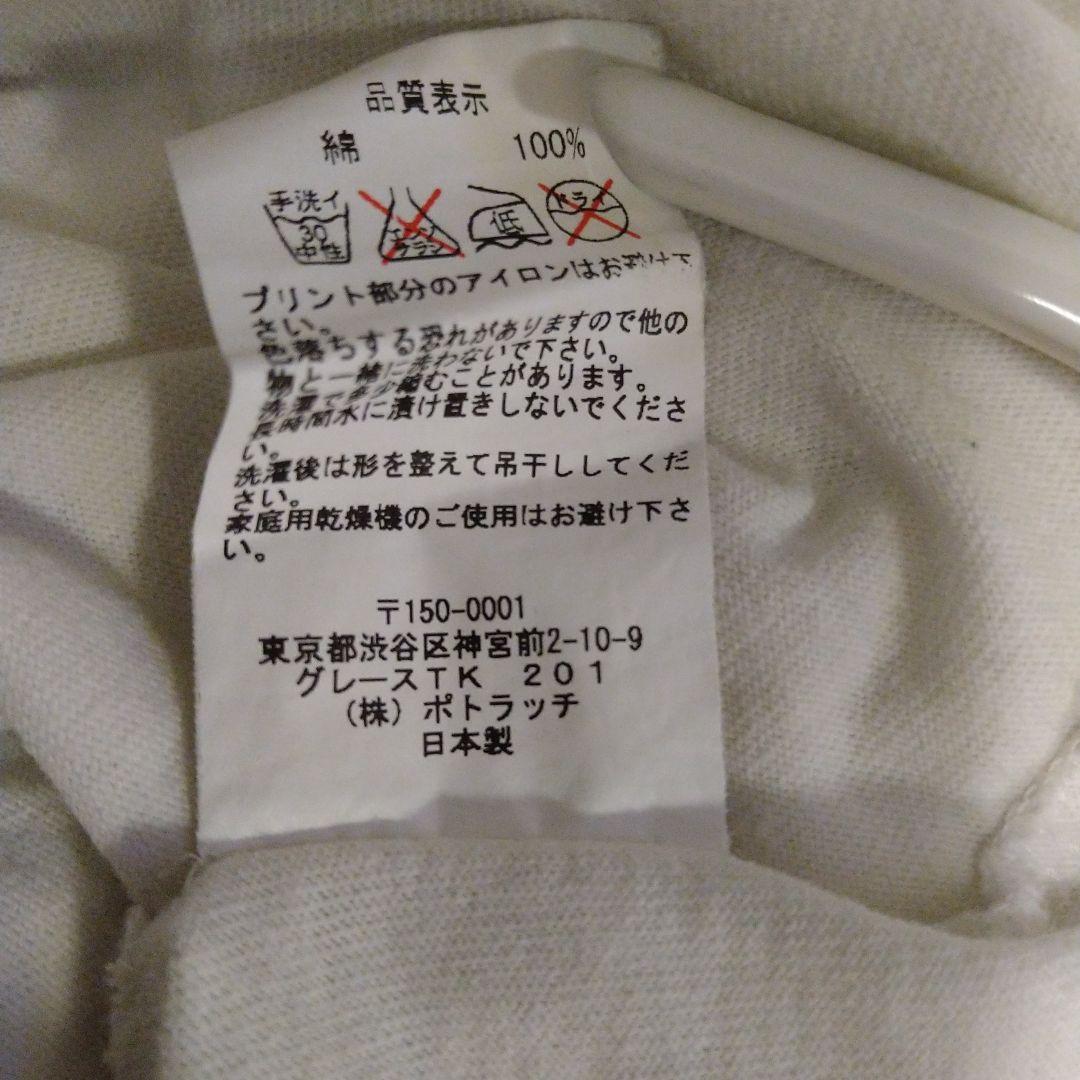 品質表示
綿 100%
手洗イ
30
中性
エンソ
サラシ
低
ドライ
プリント部分のアイロンはお避け下
さい。
色落ちする恐れがありますので他の
物と一緒に洗わないで下さい。
洗濯で多少縮むことがあります。
長時間水に漬け置きしないでくださ
い。
洗濯後は形を整えて吊干ししてくだ
さい。
家庭用乾燥機のご使用はお避け下さ
い。
〒150-0001
東京都渋谷区神宮前2-10-9
グレースTK 201
(株)ポトラッチ
日本製